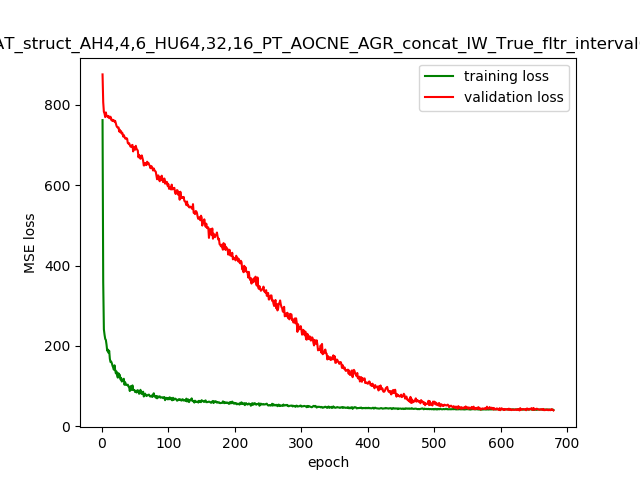 AT_struct_AH4,4,6_HU64,32,16_PT_AOCNE_AGR_concat_IW_True_fltr_interval
training loss
validation loss
MSE loss
800
600
400
200
0
0 100 200 300 400 500 600 700
epoch